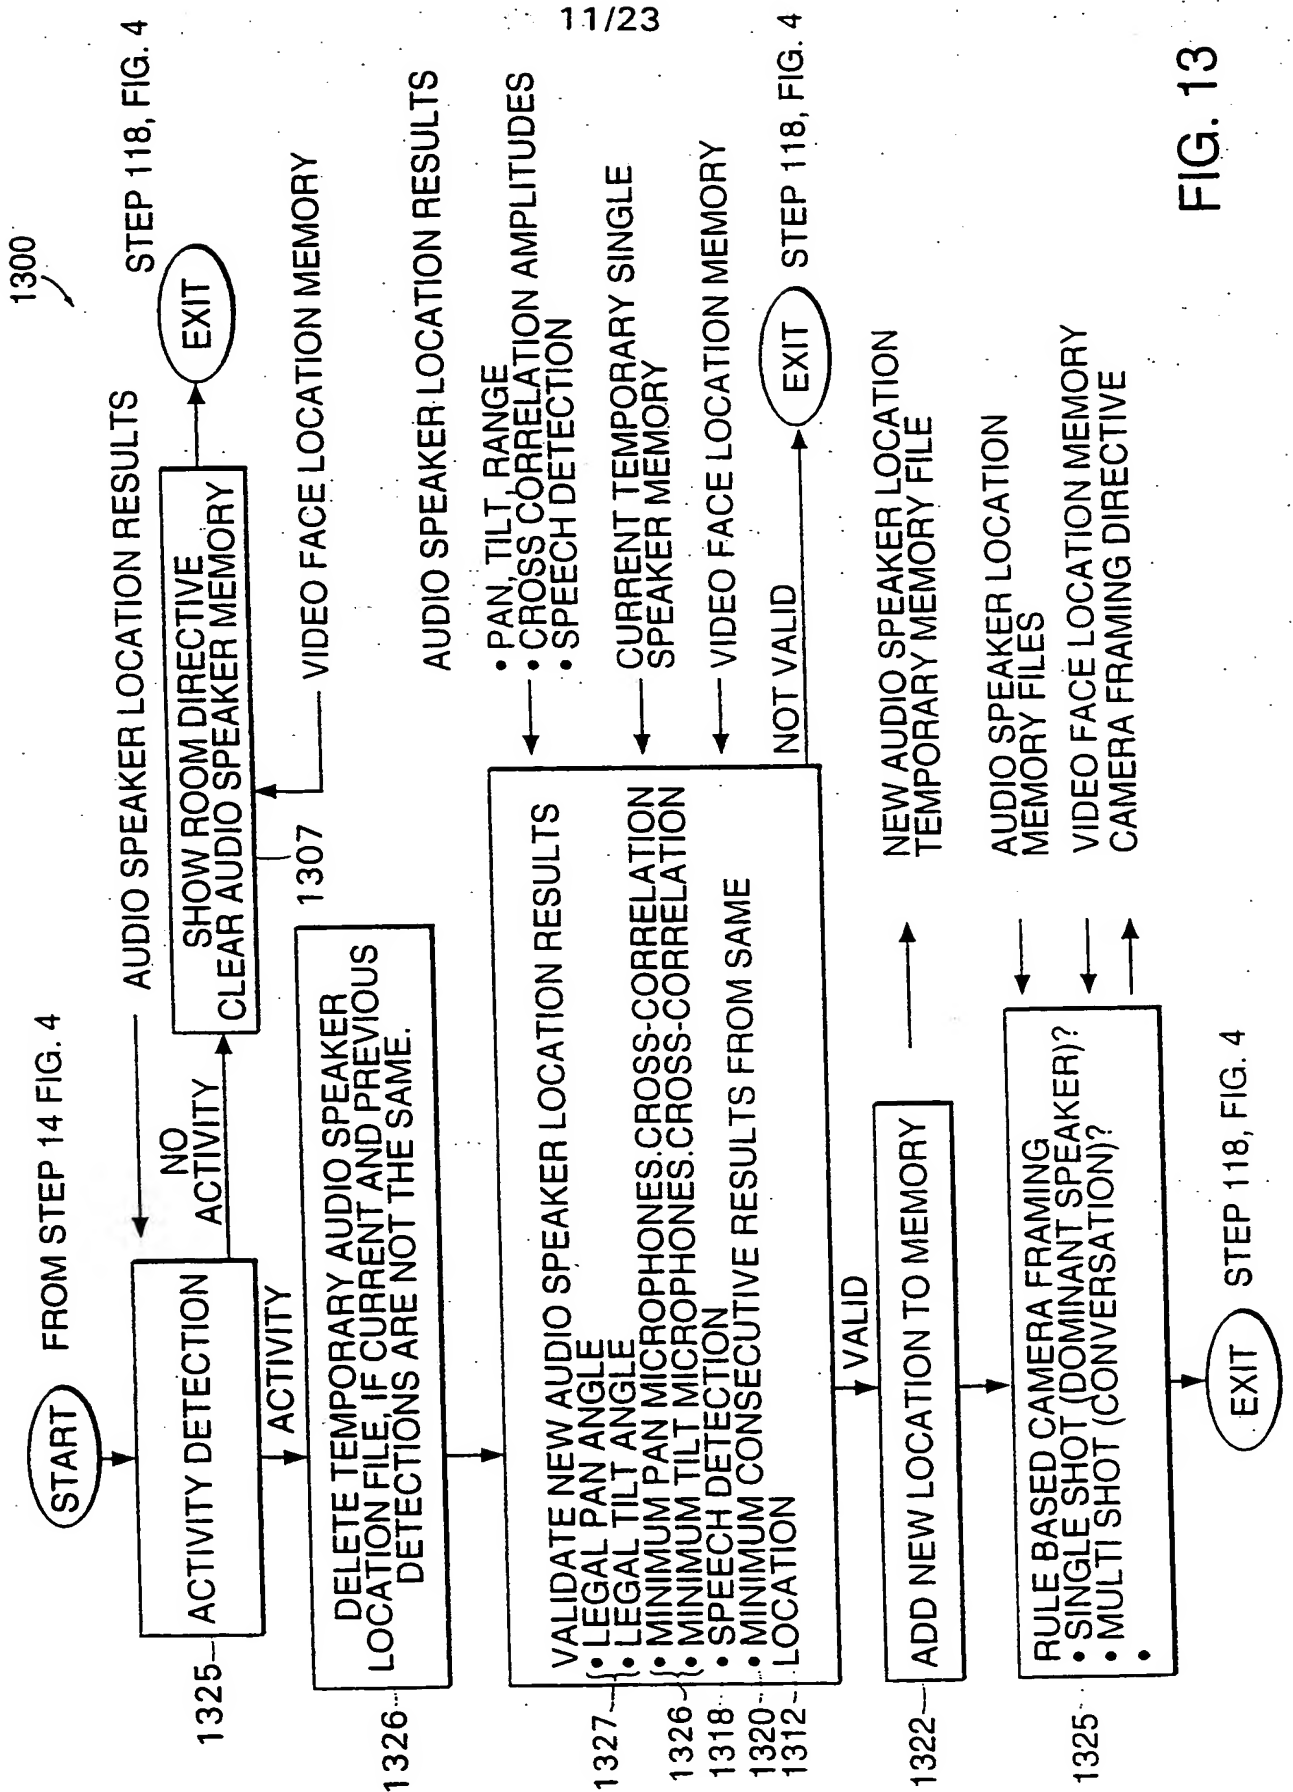 11/23
1300
START
FROM STEP 14 FIG. 4
AUDIO SPEAKER LOCATION RESULTS
1325
ACTIVITY DETECTION
NO
ACTIVITY
SHOW ROOM DIRECTIVE
CLEAR AUDIO SPEAKER MEMORY
1307
EXIT
STEP 118, FIG. 4
VIDEO FACE LOCATION MEMORY
ACTIVITY
1326
DELETE TEMPORARY AUDIO SPEAKER
LOCATION FILE, IF CURRENT AND PREVIOUS
DETECTIONS ARE NOT THE SAME.
AUDIO SPEAKER LOCATION RESULTS
• PAN, TILT, RANGE
• CROSS CORRELATION AMPLITUDES
• SPEECH DETECTION
CURRENT TEMPORARY SINGLE
SPEAKER MEMORY
VIDEO FACE LOCATION MEMORY
VALIDATE NEW AUDIO SPEAKER LOCATION RESULTS
1327
• LEGAL PAN ANGLE
• LEGAL TILT ANGLE
1326
• MINIMUM PAN MICROPHONES.CROSS-CORRELATION
• MINIMUM TILT MICROPHONES.CROSS-CORRELATION
1318
• SPEECH DETECTION
1320
• MINIMUM CONSECUTIVE RESULTS FROM SAME
1312
LOCATION
NOT VALID
EXIT
STEP 118, FIG. 4
VALID
1322
ADD NEW LOCATION TO MEMORY
NEW AUDIO SPEAKER LOCATION
TEMPORARY MEMORY FILE
1325
RULE BASED CAMERA FRAMING
• SINGLE SHOT (DOMINANT SPEAKER)?
• MULTI SHOT (CONVERSATION)?
•
AUDIO SPEAKER LOCATION
MEMORY FILES
VIDEO FACE LOCATION MEMORY
CAMERA FRAMING DIRECTIVE
EXIT
STEP 118, FIG. 4
FIG. 13